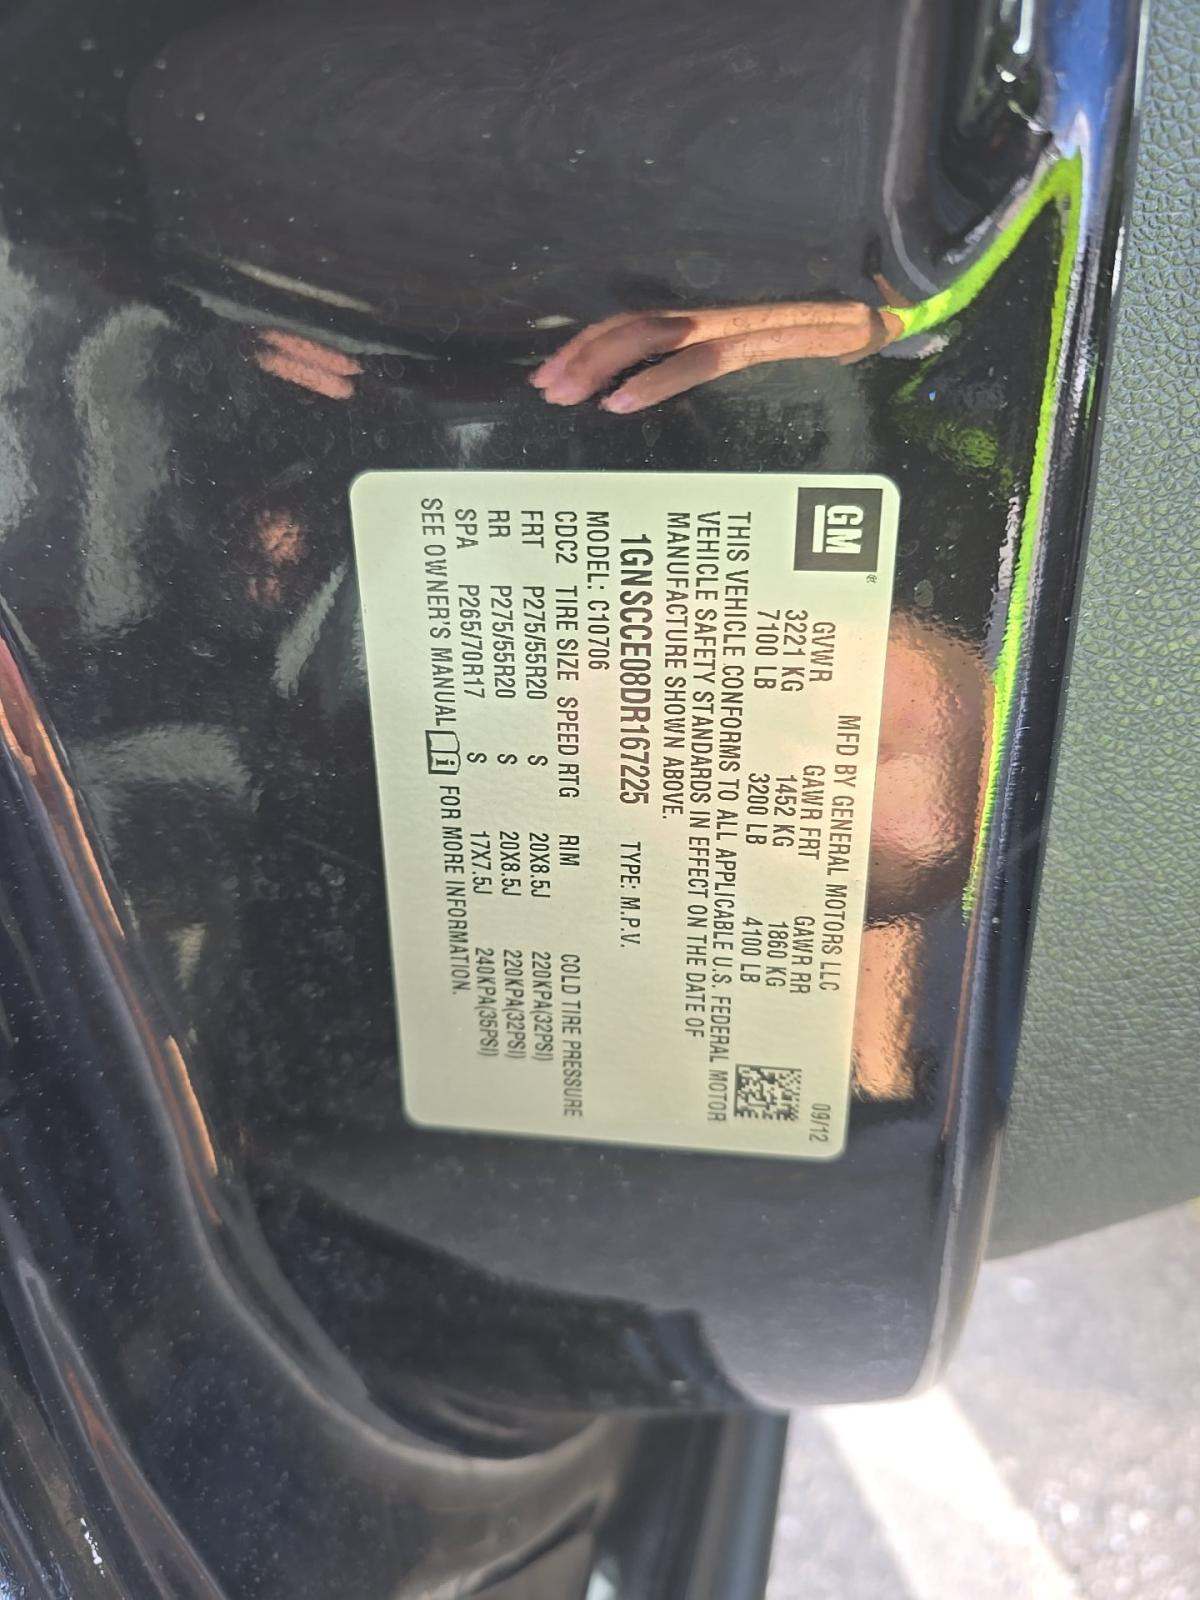 GM®
MFD BY GENERAL MOTORS LLC 09/12
GVWR GAWR FRT GAWR RR
3221 KG 1452 KG 1860 KG
7100 LB 3200 LB 4100 LB
THIS VEHICLE CONFORMS TO ALL APPLICABLE U.S. FEDERAL MOTOR
VEHICLE SAFETY STANDARDS IN EFFECT ON THE DATE OF
MANUFACTURE SHOWN ABOVE.
1GNSCCE08DR167225 TYPE: M.P.V.
MODEL: C10706
CDC2 TIRE SIZE SPEED RTG RIM COLD TIRE PRESSURE
FRT P275/55R20 S 20X8.5J 220KPA(32PSI)
RR P275/55R20 S 20X8.5J 220KPA(32PSI)
SPA P265/70R17 S 17X7.5J 240KPA(35PSI)
SEE OWNER'S MANUAL FOR MORE INFORMATION.